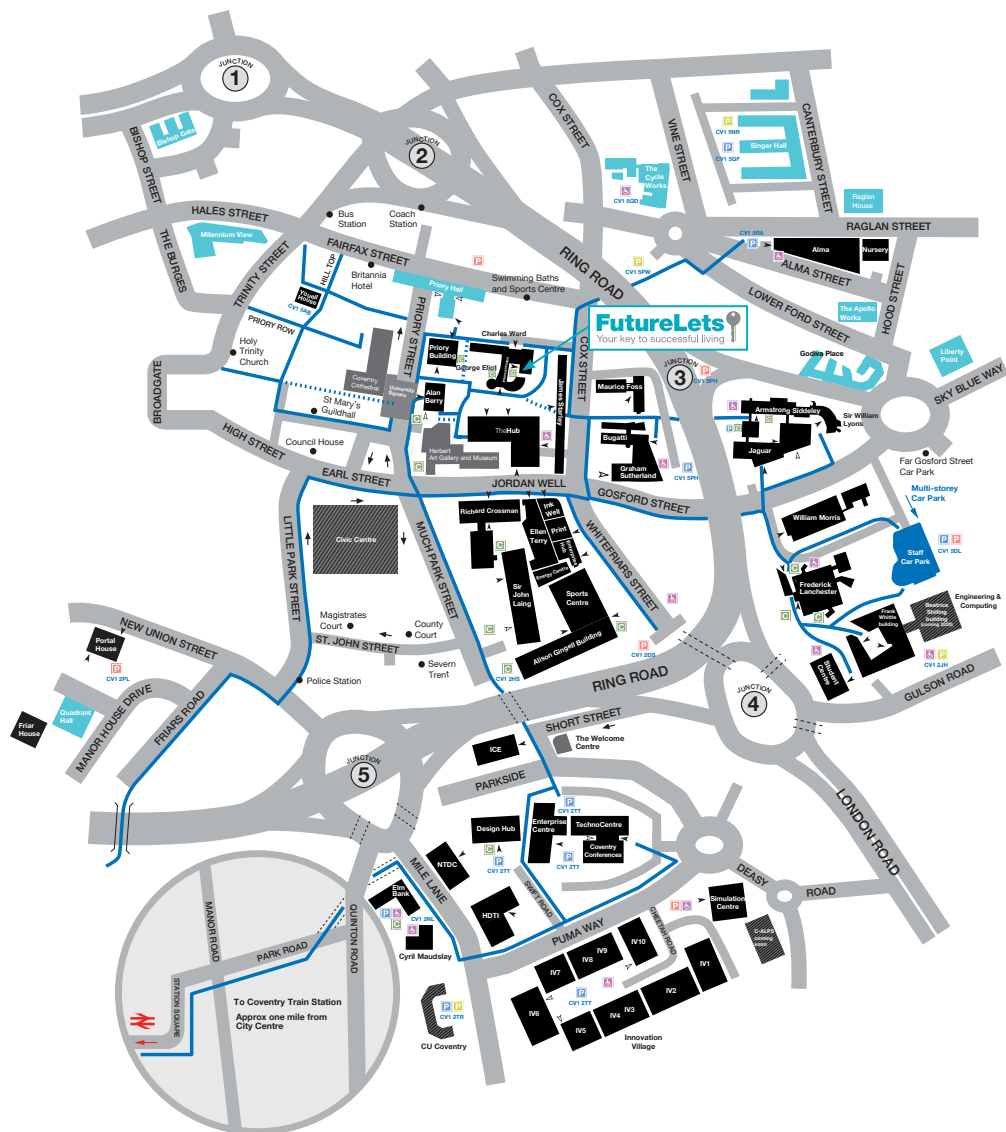 JUNCTION
1
JUNCTION
2
COX STREET
VINE STREET
CANTERBURY STREET
P
CV1 5NR
P
CV1 5QF
Singer Hall
BISHOP STREET
Bishop Gate
The
Cycle
Works
CV1 5QD
Raglan
House
HALES STREET
Millennium View
THE BURGES
Bus
Station
Coach
Station
RAGLAN STREET
CV1 5RA
P
Alma
Nursery
ALMA STREET
FAIRFAX STREET
TRINITY STREET
HILL TOP
Britannia
Hotel
P
Priory Hall
Swimming Baths
and Sports Centre
RING ROAD
P
CV1 5PW
LOWER FORD STREET
HOOD STREET
The Apollo
Works
Youell
House
CV1 5AB
PRIORY ROW
PRIORY STREET
Charles Ward
Priory
Building
C
George Eliot
C
C
COX STREET
FutureLets
Your key to successful living
JUNCTION
3
P
CV1 5PN
Godiva Place
Liberty
Point
SKY BLUE WAY
BROADGATE
Holy
Trinity
Church
Coventry
Cathedral
University
Square
Alan
Berry
C
James Starley
Maurice Foss
St Mary's
Guildhall
TheHub
Bugatti
Armstrong Siddeley
P
C
C
Sir William
Lyons
Jaguar
HIGH STREET
Council House
Herbert
Art Gallery and Museum
C
Graham
Sutherland
P
CV1 5PH
Far Gosford Street
Car Park
EARL STREET
JORDAN WELL
GOSFORD STREET
Multi-storey
Car Park
Richard Crossman
Ink
Well
Ellen
Terry
Print
William Morris
Civic Centre
LITTLE PARK STREET
MUCH PARK STREET
C
Enterprise
Hub
Energy Centre
WHITEFRIARS STREET
P
P
CV1 5DL
Staff
Car Park
C
Sir
John
Laing
Sports
Centre
Frederick
Lanchester
C
C
Engineering &
Computing
Magistrates
Court
County
Court
ST. JOHN STREET
C
C
C
Alison Gingell Building
P
CV1 2DS
Frank
Whittle
building
Beatrice
Shilling
building
(coming 2020)
NEW UNION STREET
Portal
House
P
CV1 2PL
Severn
Trent
Police Station
C
CV1 2HS
RING ROAD
Student
Centre
P
CV1 2JH
GULSON ROAD
Quadrant
Hall
Friar
House
MANOR HOUSE DRIVE
FRIARS ROAD
JUNCTION
4
SHORT STREET
The Welcome
Centre
ICE
JUNCTION
5
PARKSIDE
LONDON ROAD
P
CV1 2TT
Design Hub
Enterprise
Centre
TechnoCentre
Coventry
Conferences
C
P
CV1 2TT
P
CV1 2TT
NTDC
MILE LANE
SWIFT ROAD
DEASY
ROAD
HDTI
Elm
Bank
P
C
CV1 2NL
Cyril Maudslay
PUMA WAY
P
Simulation
Centre
CHEETAH ROAD
C-ALPS
coming
soon
IV10
IV9
IV8
IV7
IV1
IV2
P
CV1 2TT
IV3
IV4
IV5
IV6
Innovation
Village
P
P
CV1 2TR
CU Coventry
QUINTON ROAD
MANOR ROAD
PARK ROAD
STATION SQUARE
To Coventry Train Station
Approx one mile from
City Centre